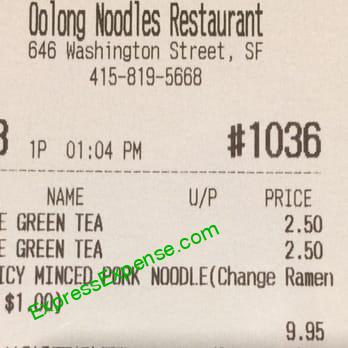 Oolong Noodles Restaurant
646 Washington Street, SF
415-819-5668
1P 01:04 PM #1036
NAME U/P PRICE
E GREEN TEA 2.50
E GREEN TEA 2.50
ICY MINCED PORK NOODLE(Change Ramen
$1.00)
9.95
ExpressExpense.com